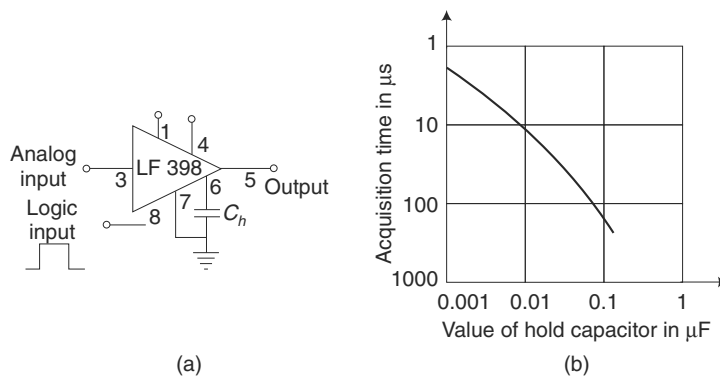 1
4
Analog
input
3
LF 398
5
Output
6
7
Logic
input
8
Cₕ
(a)
Acquisition time in μs
1
10
100
1000
0.001
0.01
0.1
1
Value of hold capacitor in μF
(b)